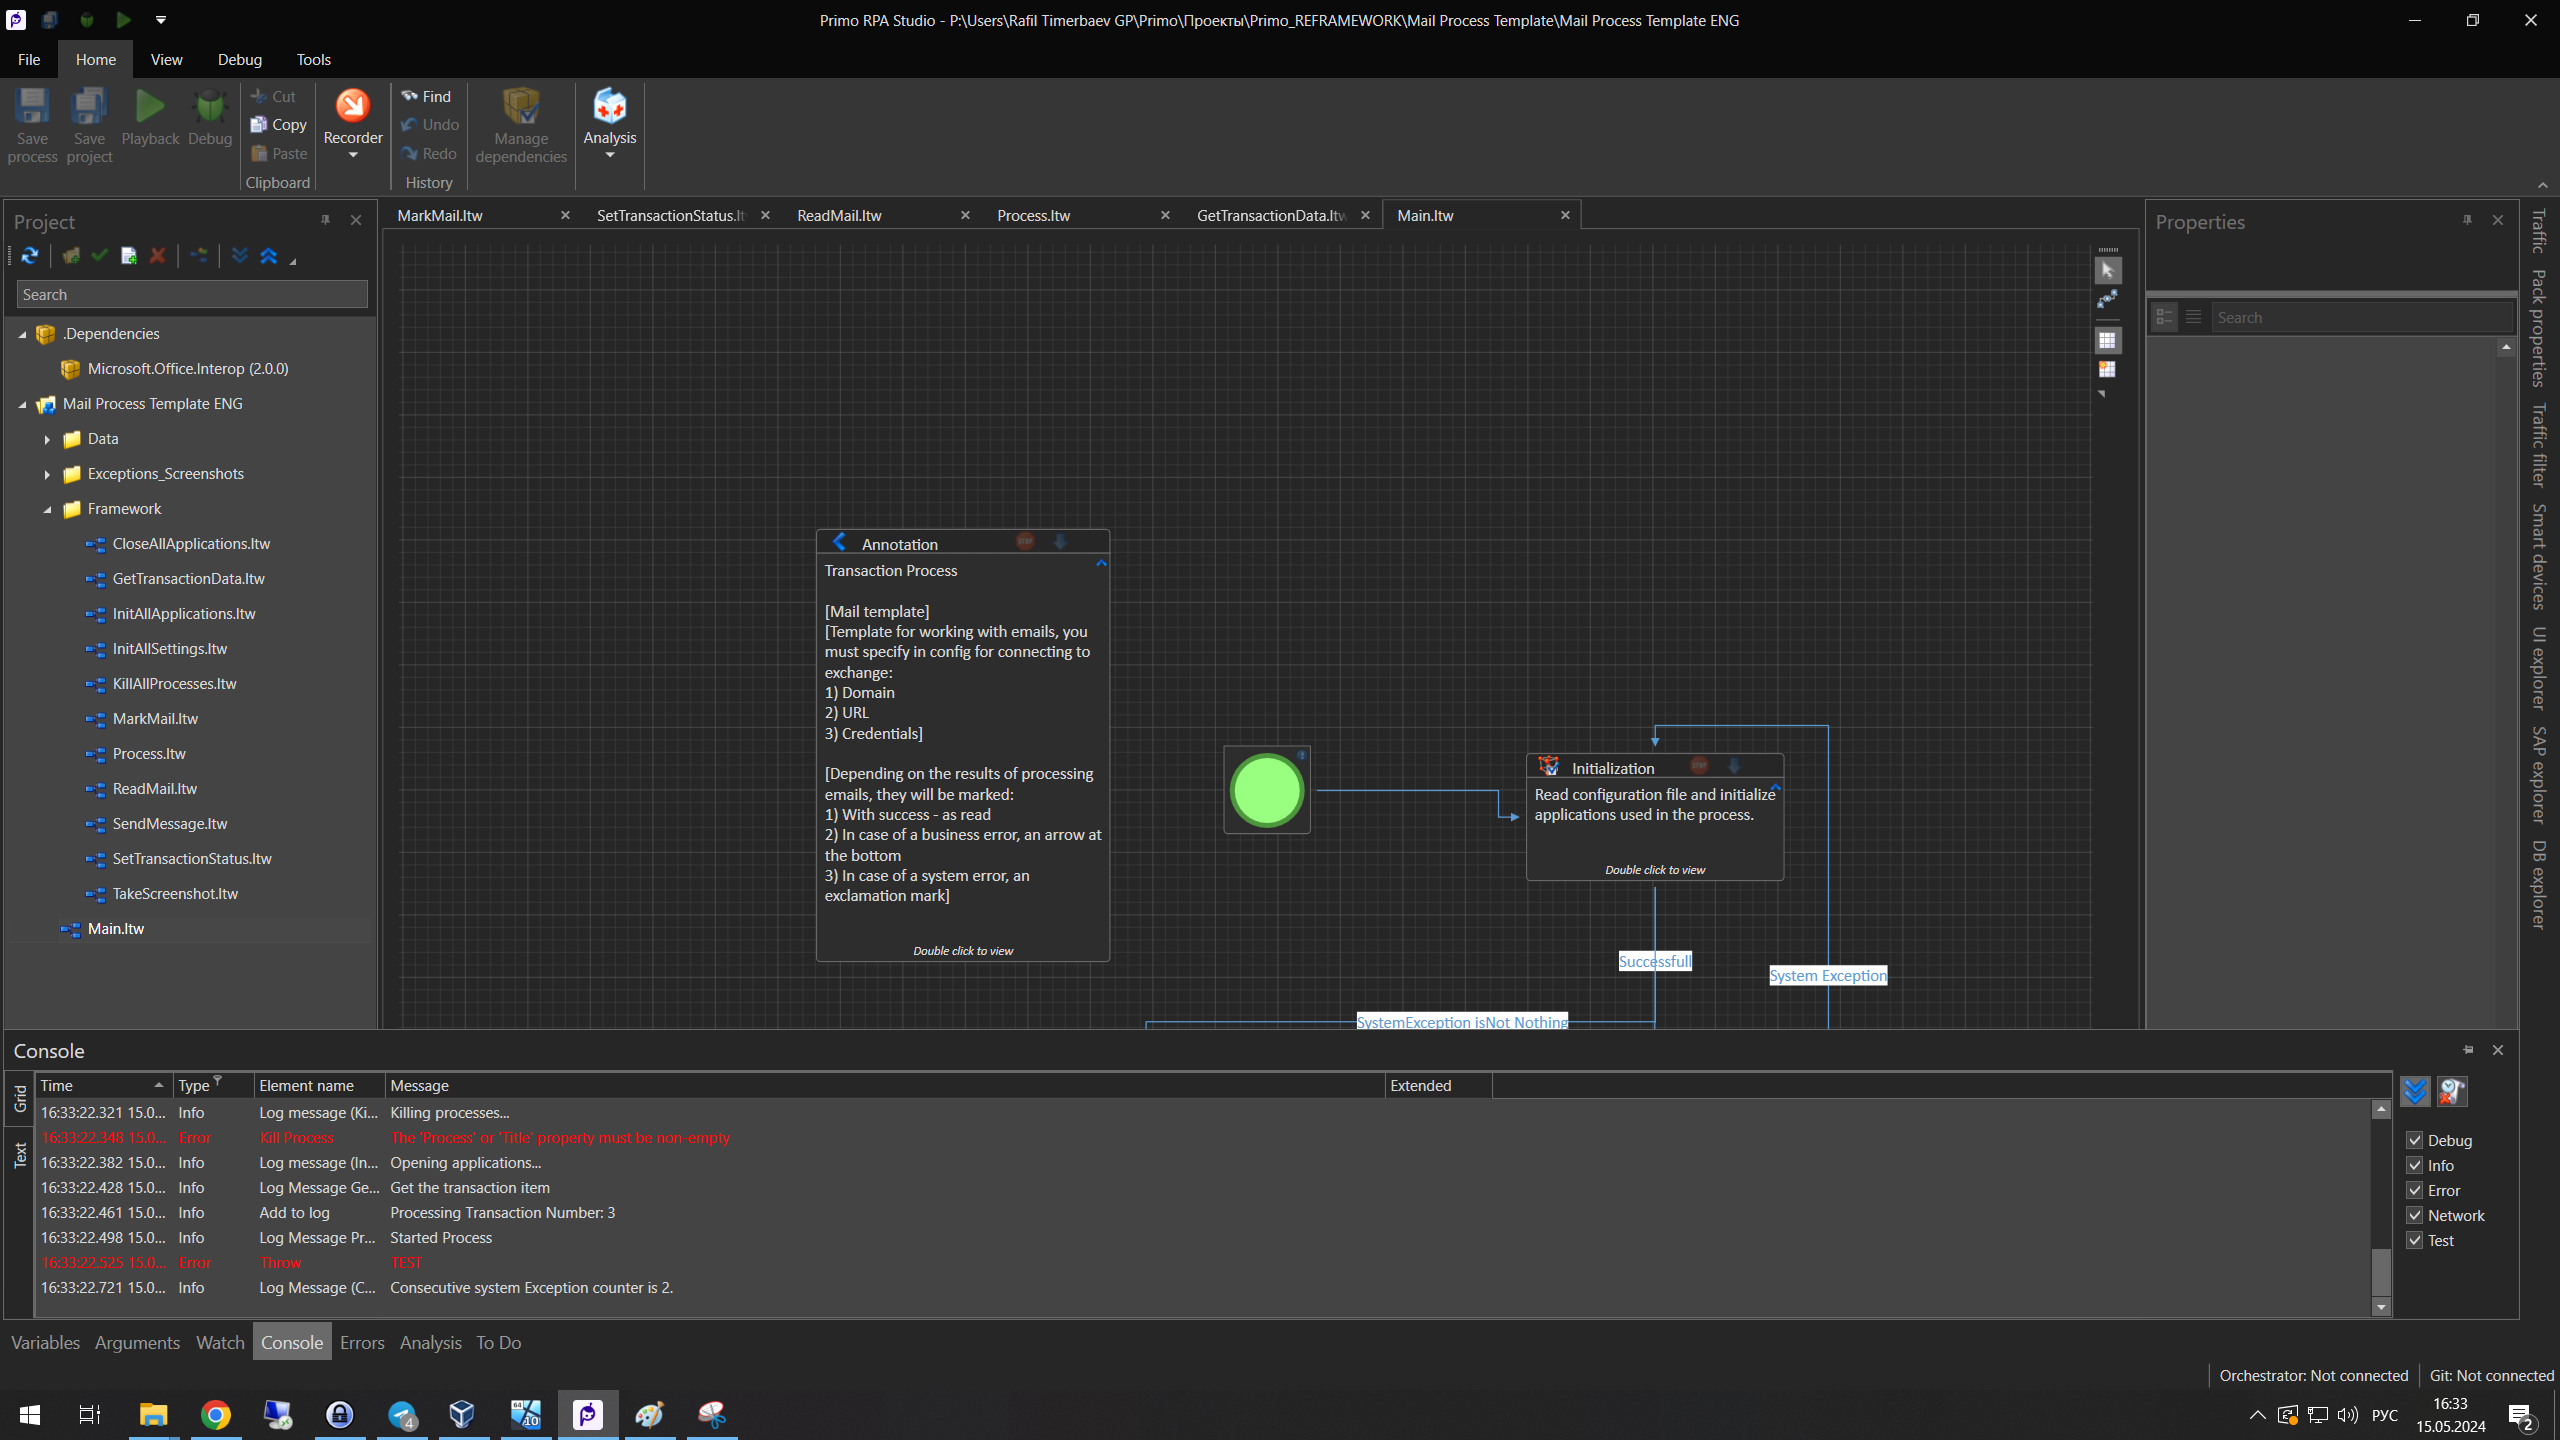 Primo RPA Studio - P:\Users\Rafil Timerbaev GP\Primo\Проекты\Primo_REFRAMEWORK\Mail Process Template\Mail Process Template ENG
File
Home
View
Debug
Tools
Save process
Save project
Playback
Debug
Cut
Copy
Paste
Clipboard
Recorder
Find
Undo
Redo
History
Manage dependencies
Analysis
Project
Search
.Dependencies
Microsoft.Office.Interop (2.0.0)
Mail Process Template ENG
Data
Exceptions_Screenshots
Framework
CloseAllApplications.ltw
GetTransactionData.ltw
InitAllApplications.ltw
InitAllSettings.ltw
KillAllProcesses.ltw
MarkMail.ltw
Process.ltw
ReadMail.ltw
SendMessage.ltw
SetTransactionStatus.ltw
TakeScreenshot.ltw
Main.ltw
MarkMail.ltw
SetTransactionStatus.lt
ReadMail.ltw
Process.ltw
GetTransactionData.ltw
Main.ltw
Annotation
STOP
Transaction Process
[Mail template]
[Template for working with emails, you
must specify in config for connecting to
exchange:
1) Domain
2) URL
3) Credentials]
[Depending on the results of processing
emails, they will be marked:
1) With success - as read
2) In case of a business error, an arrow at
the bottom
3) In case of a system error, an
exclamation mark]
Double click to view
Initialization
STOP
Read configuration file and initialize
applications used in the process.
Double click to view
Successfull
System Exception
SystemException isNot Nothing
Properties
Search
Traffic
Pack properties
Traffic filter
Smart devices
UI explorer
SAP explorer
DB explorer
Console
Grid
Text
Time Type Element name Message Extended
16:33:22.321 15.0... Info Log message (Ki... Killing processes...
16:33:22.348 15.0... Error Kill Process The 'Process' or 'Title' property must be non-empty
16:33:22.382 15.0... Info Log message (In... Opening applications...
16:33:22.428 15.0... Info Log Message Ge... Get the transaction item
16:33:22.461 15.0... Info Add to log Processing Transaction Number: 3
16:33:22.498 15.0... Info Log Message Pr... Started Process
16:33:22.525 15.0... Error Throw TEST
16:33:22.721 15.0... Info Log Message (C... Consecutive system Exception counter is 2.
Debug
Info
Error
Network
Test
Variables
Arguments
Watch
Console
Errors
Analysis
To Do
Orchestrator: Not connected
Git: Not connected
4
64
10
РУС
16:33
15.05.2024
2